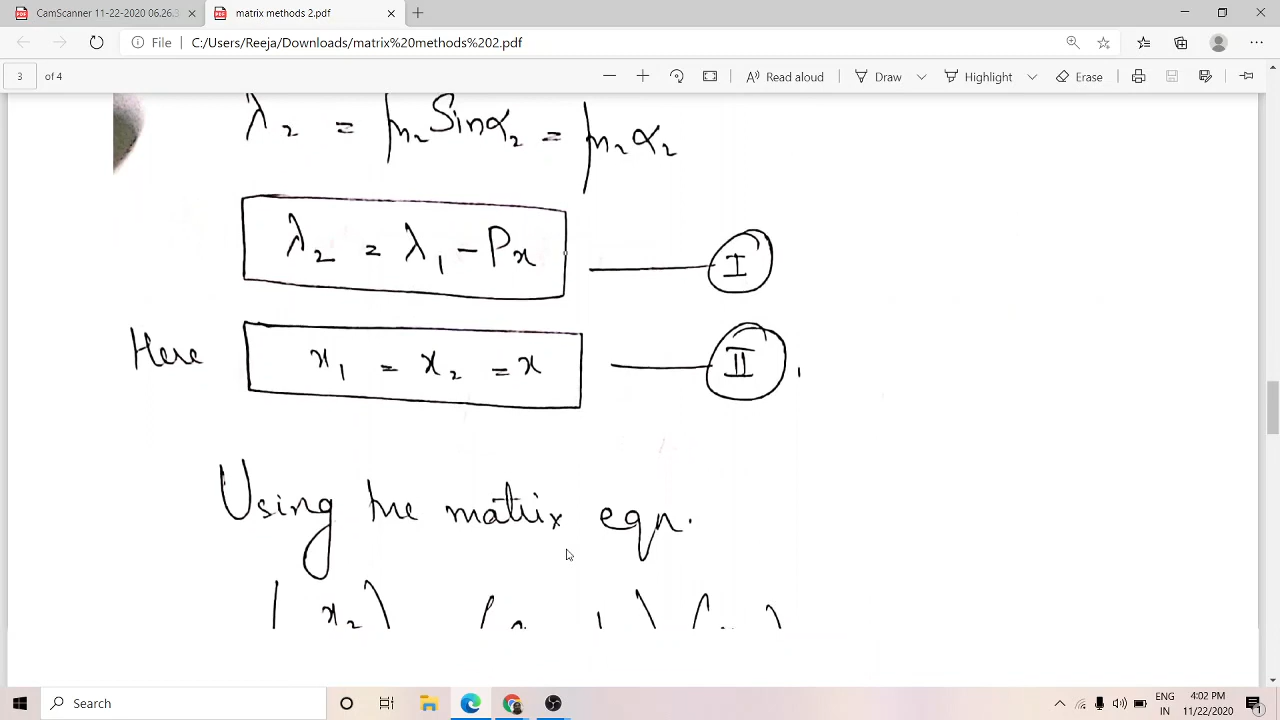 CamScanner 11-22-2020 06.26.3
matrix methods 2.pdf
File C:/Users/Reeja/Downloads/matrix%20methods%202.pdf
3 of 4
Read aloud Draw Highlight Erase
λ₂ = μ₂ Sinα₂ = μ₂ α₂
λ₂ = λ₁ - Px
I
Here x₁ = x₂ = x
II
Using the matrix eqn.
x₂
Search
ENG
IN
4:02 PM
11/22/2020